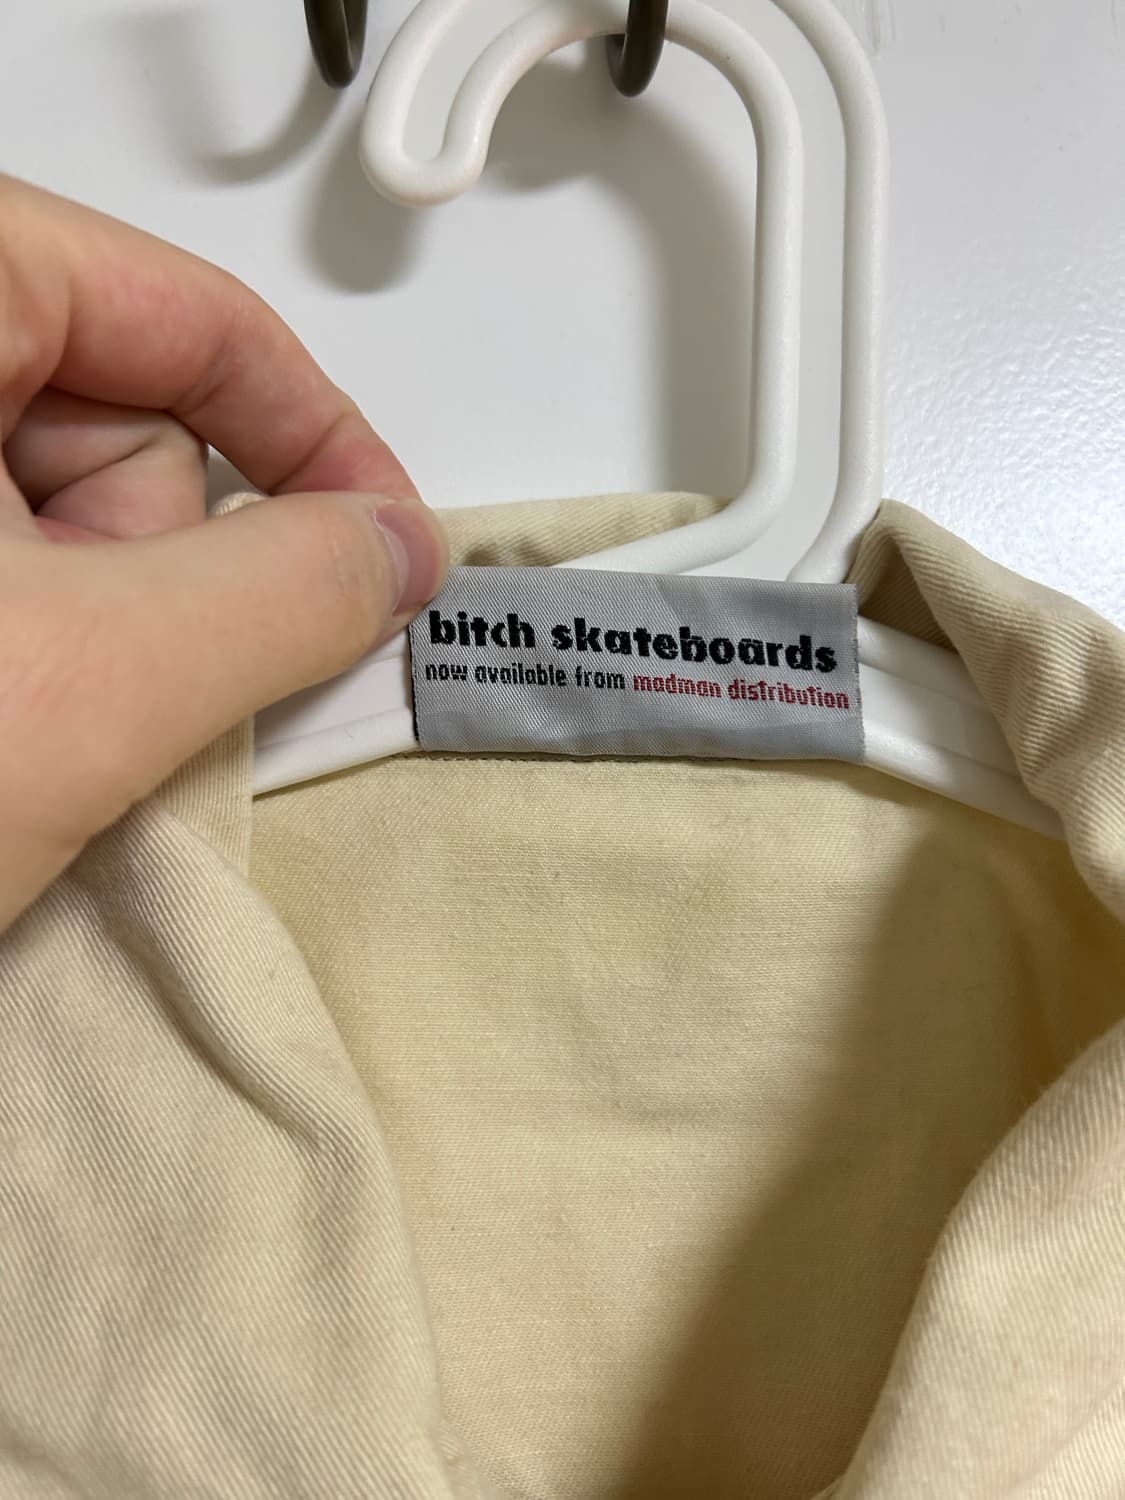 bitch skateboards
now available from madman distribution